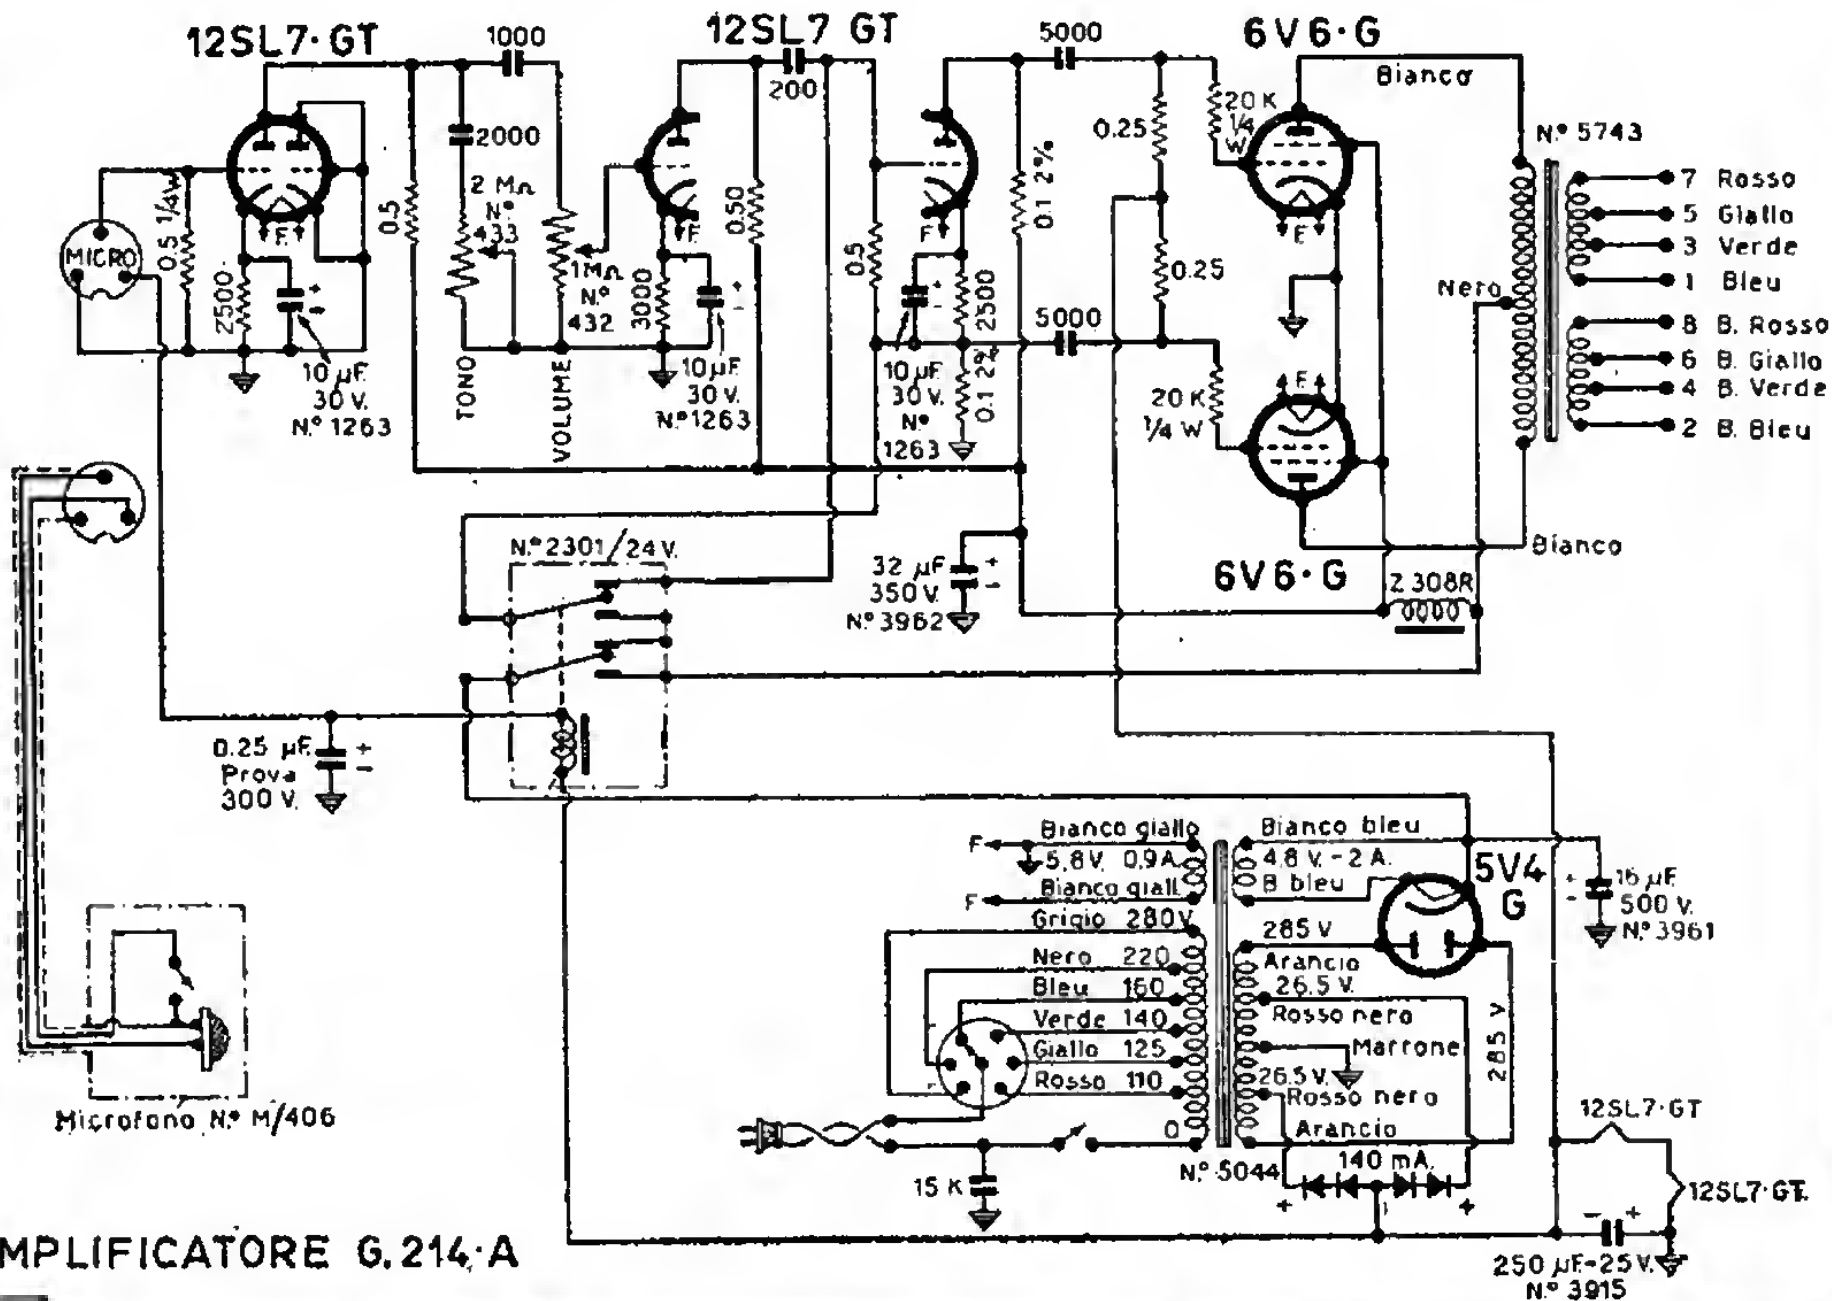 12SL7·GT
1000
12SL7 GT
200
5000
6V6·G
Bianco
2000
0.25
20 K
1/4
W
N.º 5743
7 Rosso
5 Giallo
3 Verde
1 Bleu
8 B. Rosso
6 B. Giallo
4 B. Verde
2 B. Bleu
Nero
MICRO
0.5 1/4W
F.
2500
10 µF.
30 V.
N.º 1263
0.5
2 MΩ
N.º
433
TONO
1MΩ
N.º
432
VOLUME
F.
3000
10 µF.
30 V.
N.º 1263
0.50
0.5
F
10 µF.
30 V.
N.º
1263
2500
0.1 2%
0.1 2%
5000
0.25
F
F
20 K
1/4 W
6V6·G
Bianco
N.º 2301/24 V.
32 µF
350 V.
N.º 3962
Z 308R
0.25 µF.
Prova
300 V.
Microfono N.º M/406
F
Bianco giallo
5,8V. 0,9A.
F
Bianco giall.
Grigio 280V
Nero 220
Bleu 160
Verde 140
Giallo 125
Rosso 110
0
15 K
N.º 5044
Bianco bleu
4.8 V. - 2 A.
B bleu
5V4
G
16 µF.
500 V.
N.º 3961
285 V
Arancio
26.5 V.
Rosso nero
Marrone
26.5 V.
Rosso nero
Arancio
285 V
140 mA.
+
+
12SL7·GT
12SL7·GT.
- +
250 µF.-25V.
N.º 3915
MPLIFICATORE G. 214·A